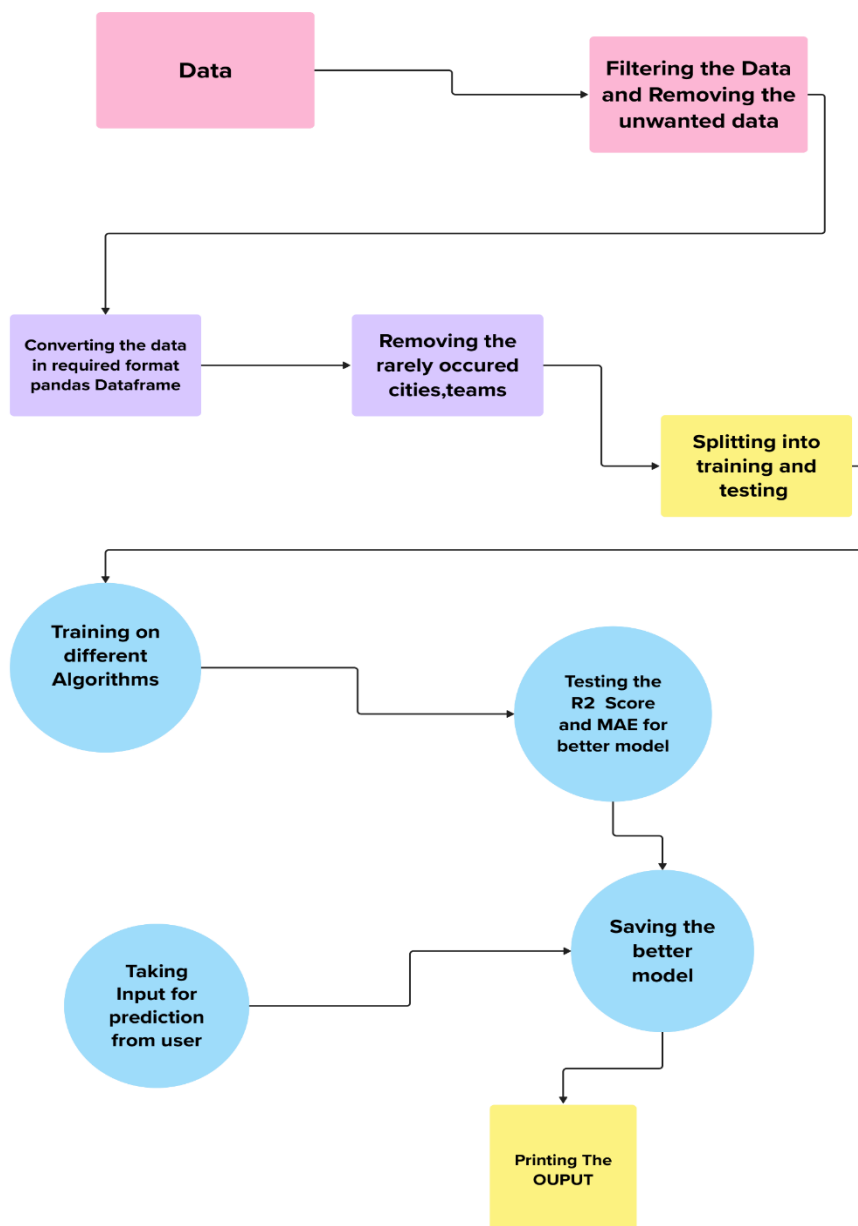 Data
Filtering the Data
and Removing the
unwanted data
Converting the data
in required format
pandas Dataframe
Removing the
rarely occured
cities,teams
Splitting into
training and
testing
Training on
different
Algorithms
Testing the
R2 Score
and MAE for
better model
Taking
Input for
prediction
from user
Saving the
better
model
Printing The
OUPUT